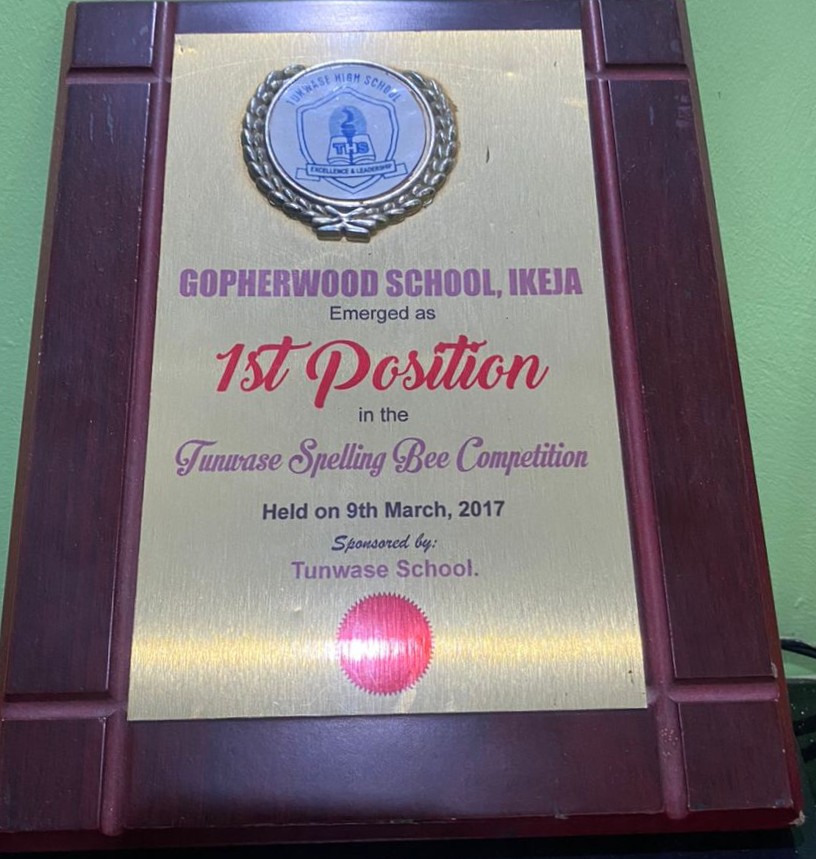 TUNWASE HIGH SCHOOL
THS
EXCELLENCE & LEADERSHIP
GOPHERWOOD SCHOOL, IKEJA
Emerged as
1st Position
in the
Tunwase Spelling Bee Competition
Held on 9th March, 2017
Sponsored by:
Tunwase School.